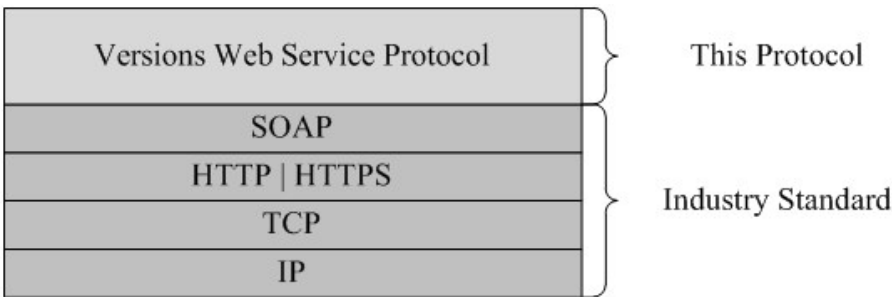 Versions Web Service Protocol
This Protocol
SOAP
HTTP | HTTPS
TCP
IP
Industry Standard